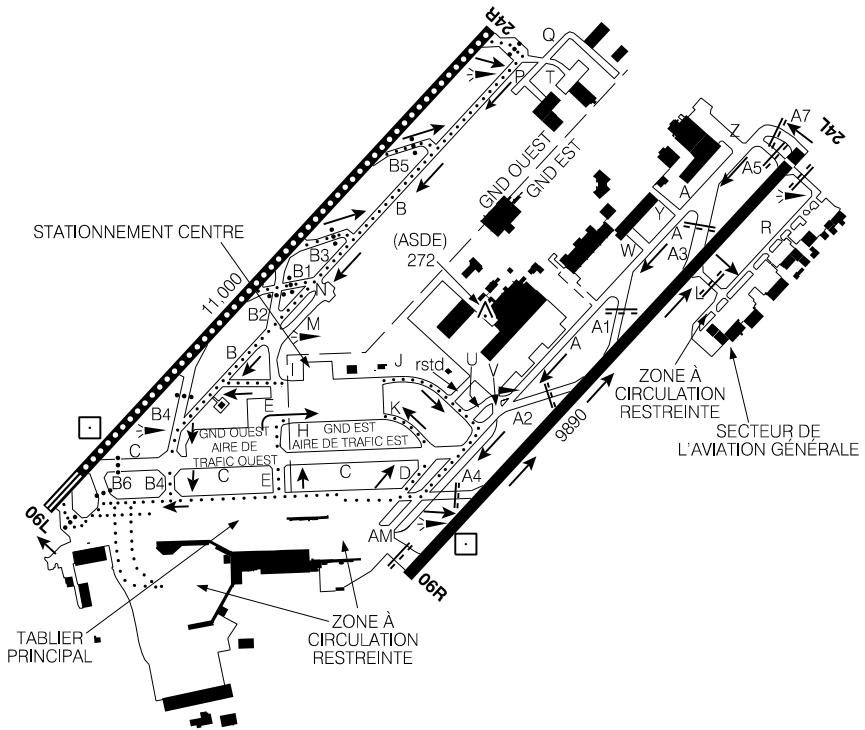 24R
Q
P
T
24L
A7
Z
A5
GND OUEST
GND EST
B5
B
A
Y
R
STATIONNEMENT CENTRE
(ASDE)
272
W
A
A3
B3
B1
11,000
N
L
B2
M
A1
B
I
J
rstd
U
V
A
ZONE À
CIRCULATION
RESTREINTE
E
K
A2
9890
B4
H
GND OUEST
AIRE DE
TRAFIC OUEST
GND EST
AIRE DE TRAFIC EST
SECTEUR DE
L'AVIATION GÉNÉRALE
C
B6
B4
C
E
C
D
A4
06L
AM
06R
TABLIER
PRINCIPAL
ZONE À
CIRCULATION
RESTREINTE